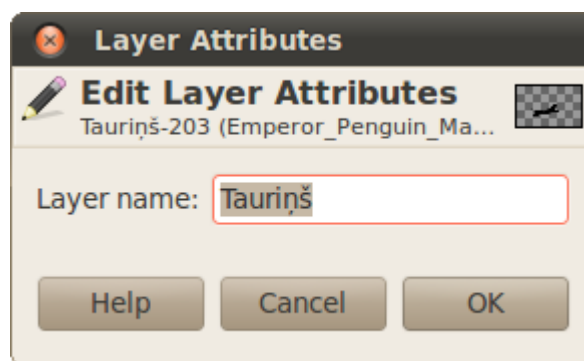 Layer Attributes
Edit Layer Attributes
Tauriņš-203 (Emperor_Penguin_Ma...
Layer name: Tauriņš
Help Cancel OK